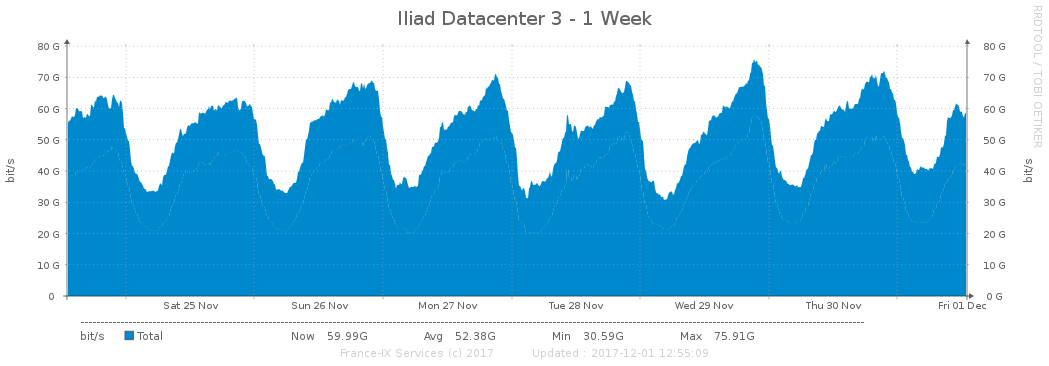 Iliad Datacenter 3 - 1 Week
RRDTOOL / TOBI OETIKER
80 G 80 G
70 G 70 G
60 G 60 G
50 G 50 G
40 G 40 G
30 G 30 G
20 G 20 G
10 G 10 G
0 0 G
bit/s bit/s
Sat 25 Nov Sun 26 Nov Mon 27 Nov Tue 28 Nov Wed 29 Nov Thu 30 Nov Fri 01 Dec
bit/s Total Now 59.99G Avg 52.38G Min 30.59G Max 75.91G
France-IX Services (c) 2017 Updated : 2017-12-01 12:55:09